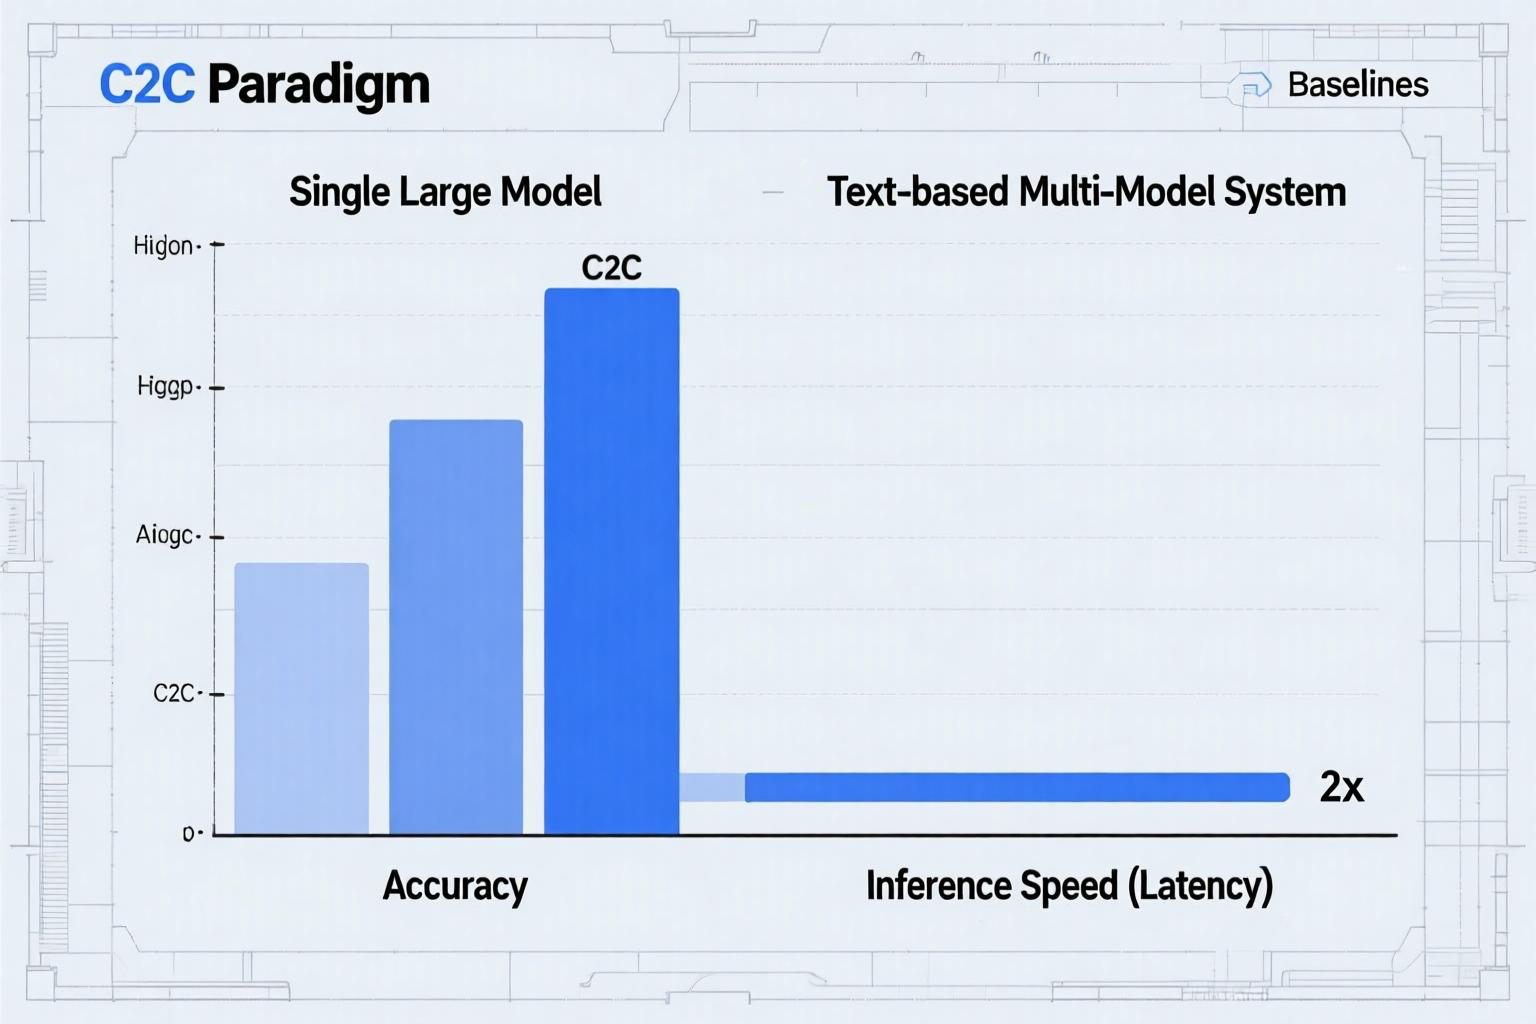 C2C Paradigm
Baselines
Single Large Model
Text-based Multi-Model System
Higon
C2C
Higgp
Aiogc
C2C
0
2x
Accuracy
Inference Speed (Latency)